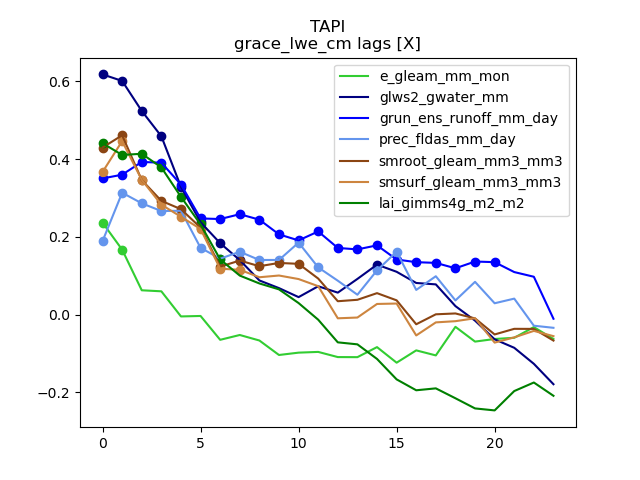 TAPI
grace_lwe_cm lags [X]
e_gleam_mm_mon
glws2_gwater_mm
grun_ens_runoff_mm_day
prec_fldas_mm_day
smroot_gleam_mm3_mm3
smsurf_gleam_mm3_mm3
lai_gimms4g_m2_m2
0.6
0.4
0.2
0.0
−0.2
0 5 10 15 20